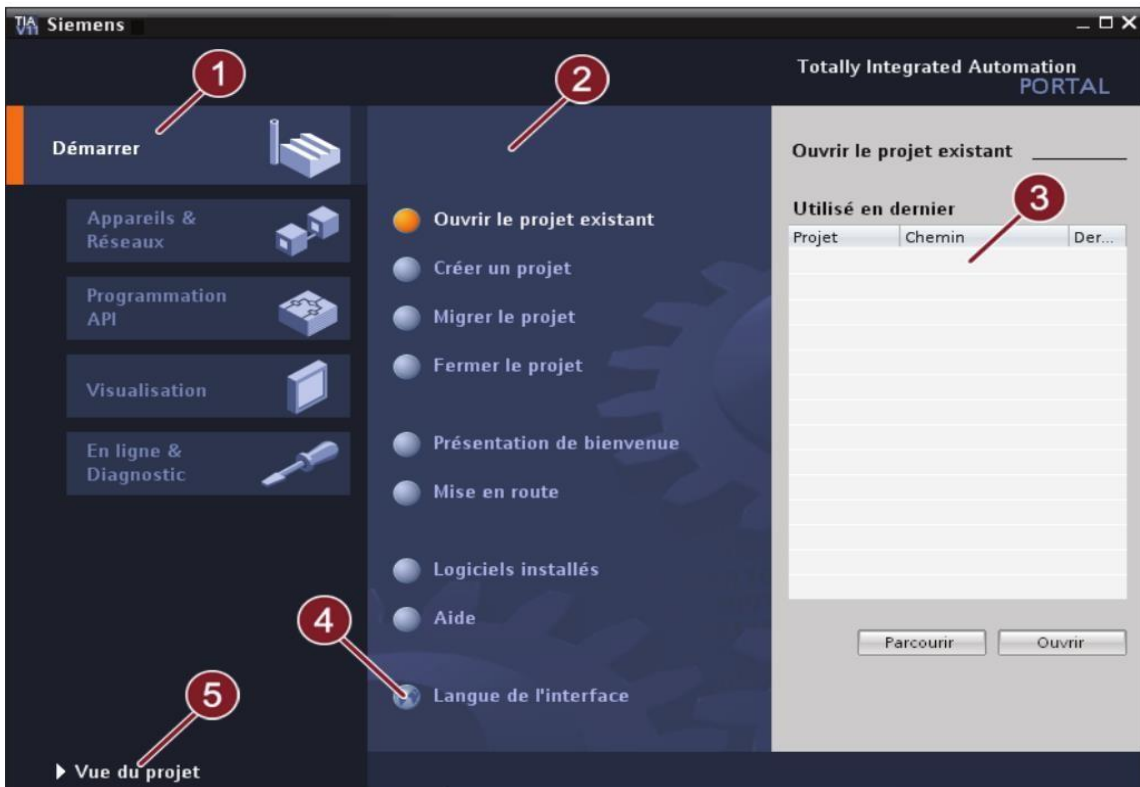 TIA
V11 Siemens
Totally Integrated Automation
PORTAL
1
2
Démarrer
Appareils &
Réseaux
Programmation
API
Visualisation
En ligne &
Diagnostic
5
Vue du projet
Ouvrir le projet existant
Créer un projet
Migrer le projet
Fermer le projet
Présentation de bienvenue
Mise en route
Logiciels installés
Aide
4
Langue de l'interface
Ouvrir le projet existant
3
Utilisé en dernier
Projet Chemin Der...
Parcourir Ouvrir